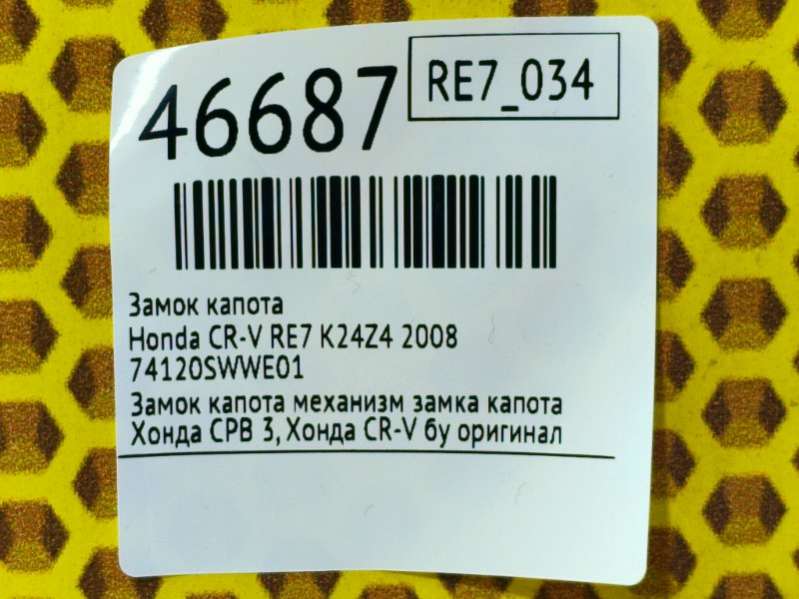 46687
RE7_034
Замок капота
Honda CR-V RE7 K24Z4 2008
74120SWWE01
Замок капота механизм замка капота
Хонда СРВ 3, Хонда CR-V бу оригинал